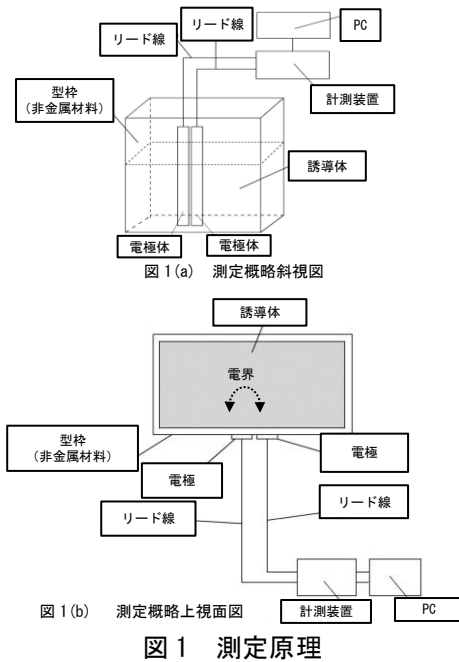 リード線
リード線
PC
計測装置
型枠
(非金属材料)
誘導体
電極体
電極体
図1(a) 測定概略斜視図
誘導体
電界
型枠
(非金属材料)
電極
電極
リード線
リード線
計測装置
PC
図1(b) 測定概略上視面図
図1 測定原理